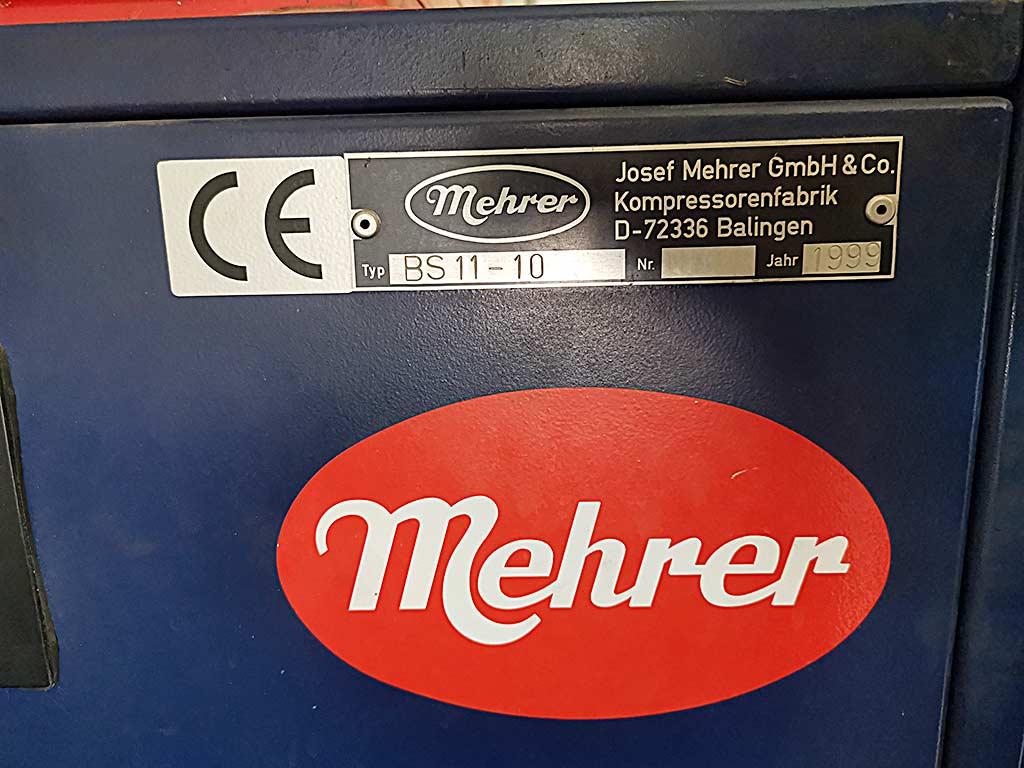 CE
Mehrer
Josef Mehrer GmbH & Co.
Kompressorenfabrik
D-72336 Balingen
Typ BS 11-10 Nr. Jahr 1999
Mehrer